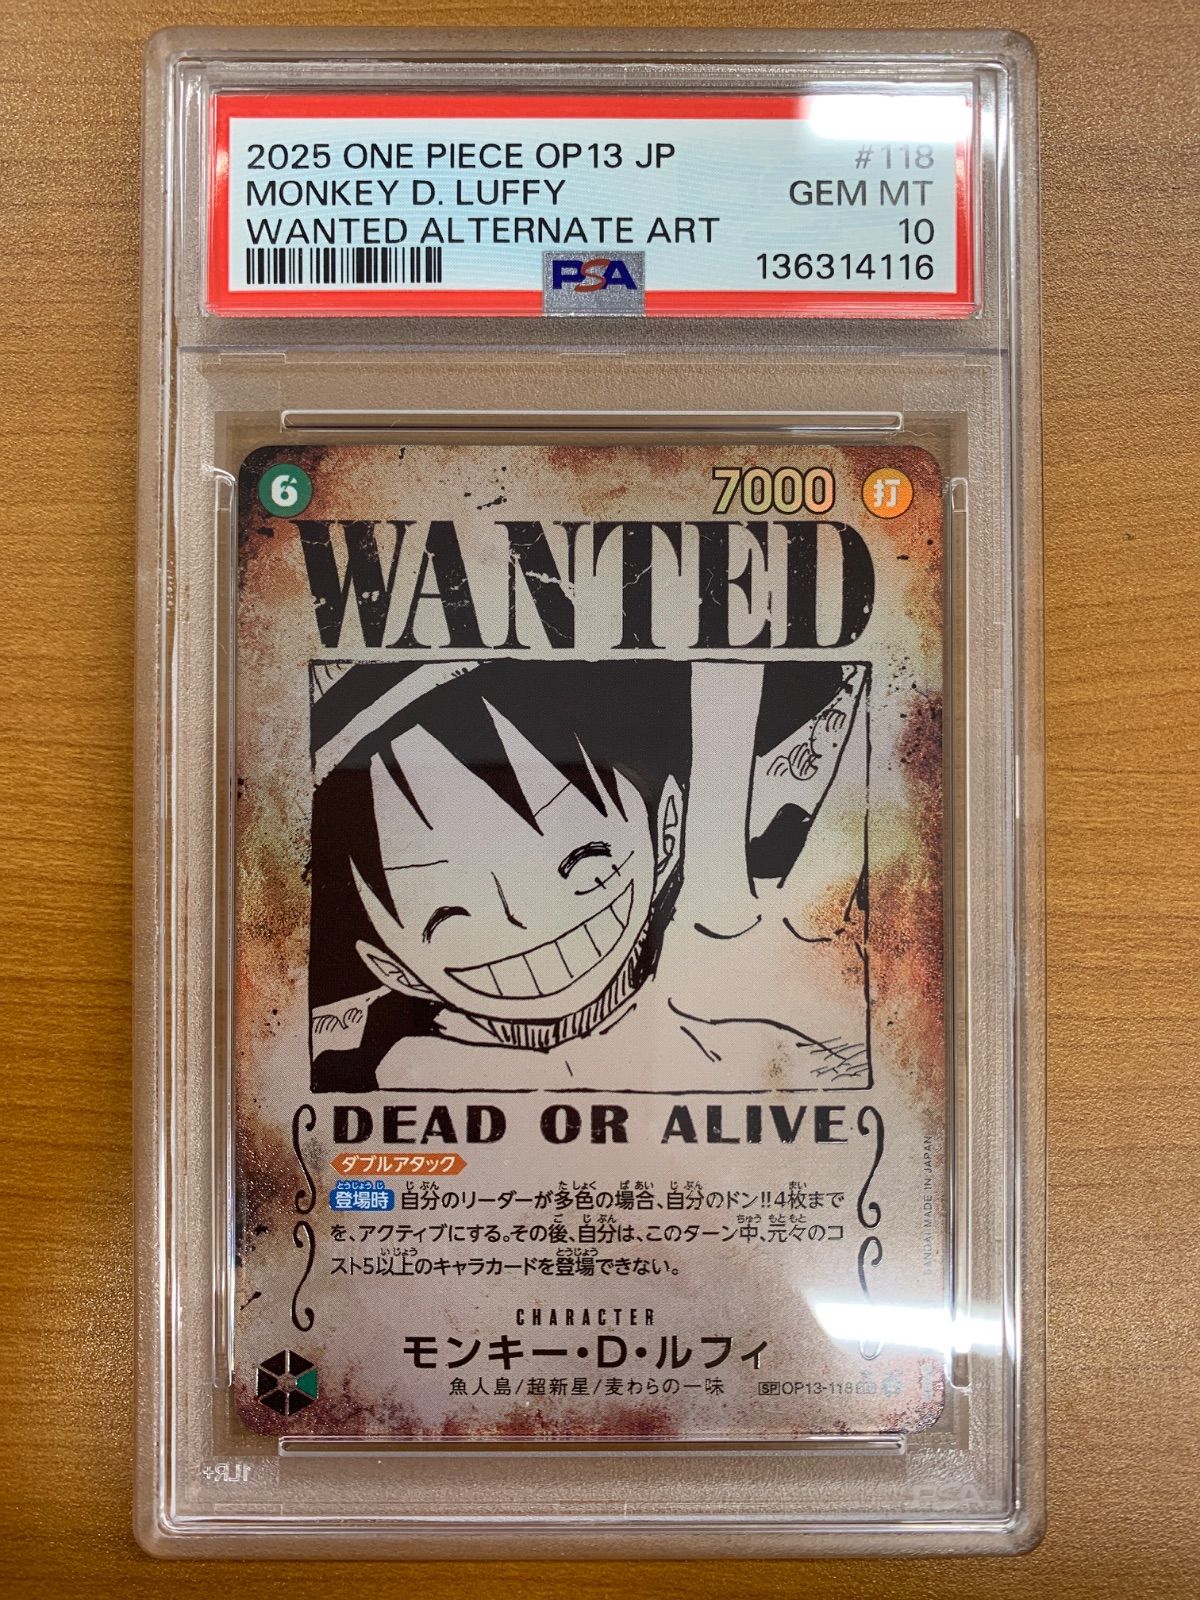 2025 ONE PIECE OP13 JP #118
MONKEY D. LUFFY GEM MT
WANTED ALTERNATE ART 10
PSA 136314116
6 7000 打
WANTED
DEAD OR ALIVE
ダブルアタック
登場時 自分のリーダーが多色の場合、自分のドン!!4枚まで
を、アクティブにする。その後、自分は、このターン中、元々のコ
スト5以上のキャラカードを登場できない。
BANDAI MADE IN JAPAN
CHARACTER
モンキー・D・ルフィ
魚人島/超新星/麦わらの一味 SP OP13-118
1LR+
PSA